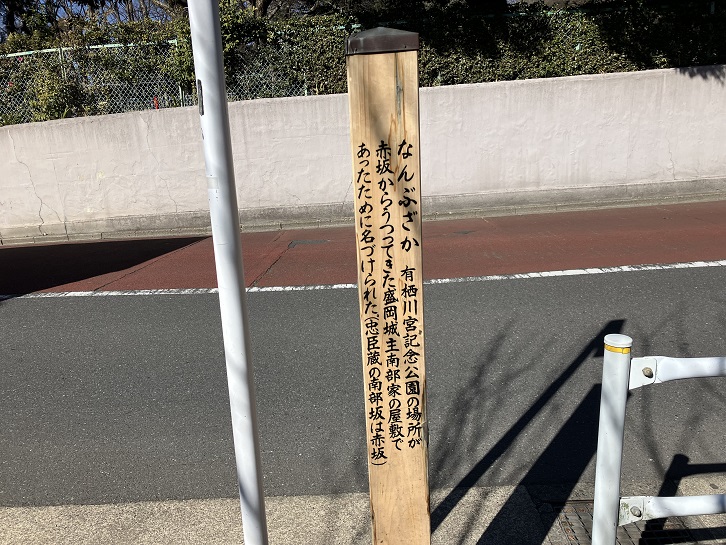 なんぶざか 有栖川宮記念公園の場所が
赤坂からうつってきた盛岡城主南部家の屋敷で
あったために名づけられた(忠臣蔵の南部坂は赤坂)